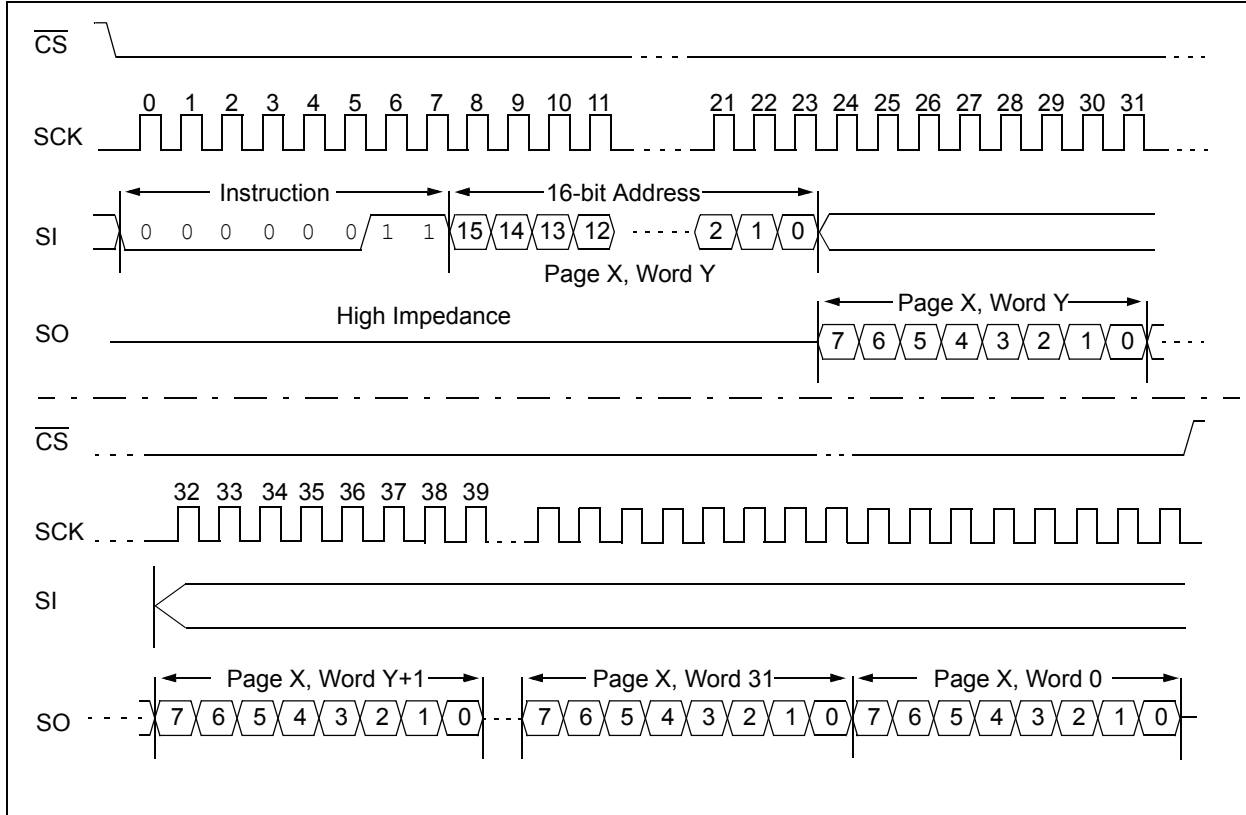 CS
0 1 2 3 4 5 6 7 8 9 10 11 21 22 23 24 25 26 27 28 29 30 31
SCK
Instruction 16-bit Address
SI 0 0 0 0 0 0 1 1 15 14 13 12 2 1 0
Page X, Word Y
High Impedance Page X, Word Y
SO 7 6 5 4 3 2 1 0
CS
32 33 34 35 36 37 38 39
SCK
SI
Page X, Word Y+1 Page X, Word 31 Page X, Word 0
SO 7 6 5 4 3 2 1 0 7 6 5 4 3 2 1 0 7 6 5 4 3 2 1 0